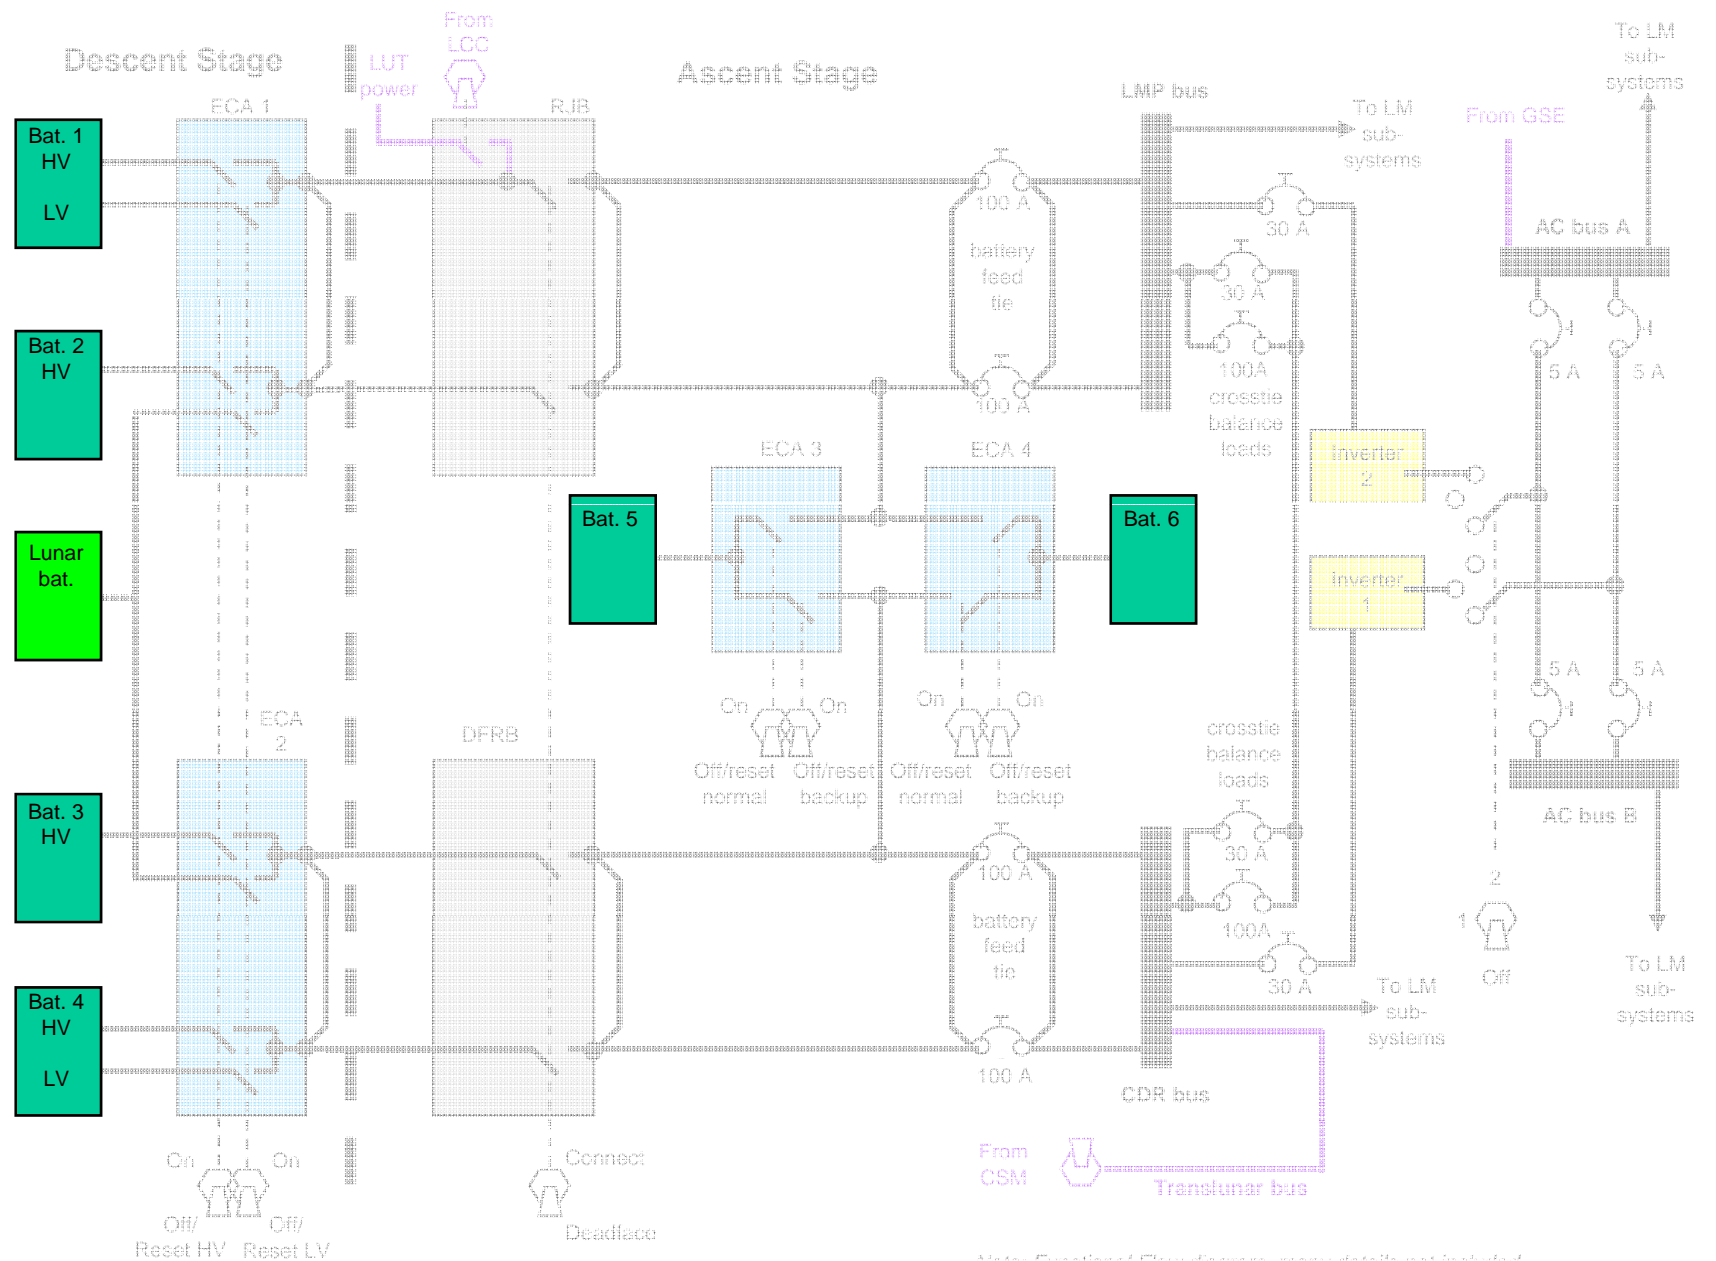 Descent Stage
Ascent Stage
From
LCC
LUT
power
ECA 1
RJB
LMP bus
To LM
sub-
systems
From GSE
To LM
sub-
systems
Bat. 1
HV
LV
100 A
battery
feed
tie
100 A
30 A
30 A
100A
crosstie
balance
loads
AC bus A
5 A
5 A
Bat. 2
HV
ECA 3
ECA 4
Inverter
2
Bat. 5
Bat. 6
Lunar
bat.
Inverter
1
On
On
On
On
Off/reset
normal
Off/reset
backup
Off/reset
normal
Off/reset
backup
5 A
5 A
ECA
2
DFRB
crosstie
balance
loads
AC bus B
Bat. 3
HV
100 A
battery
feed
tie
100 A
30 A
100A
30 A
2
1
Off
To LM
sub-
systems
To LM
sub-
systems
Bat. 4
HV
LV
CDR bus
On
On
Connect
Off/
Reset HV
Off/
Reset LV
Deadface
From
CSM
Translunar bus